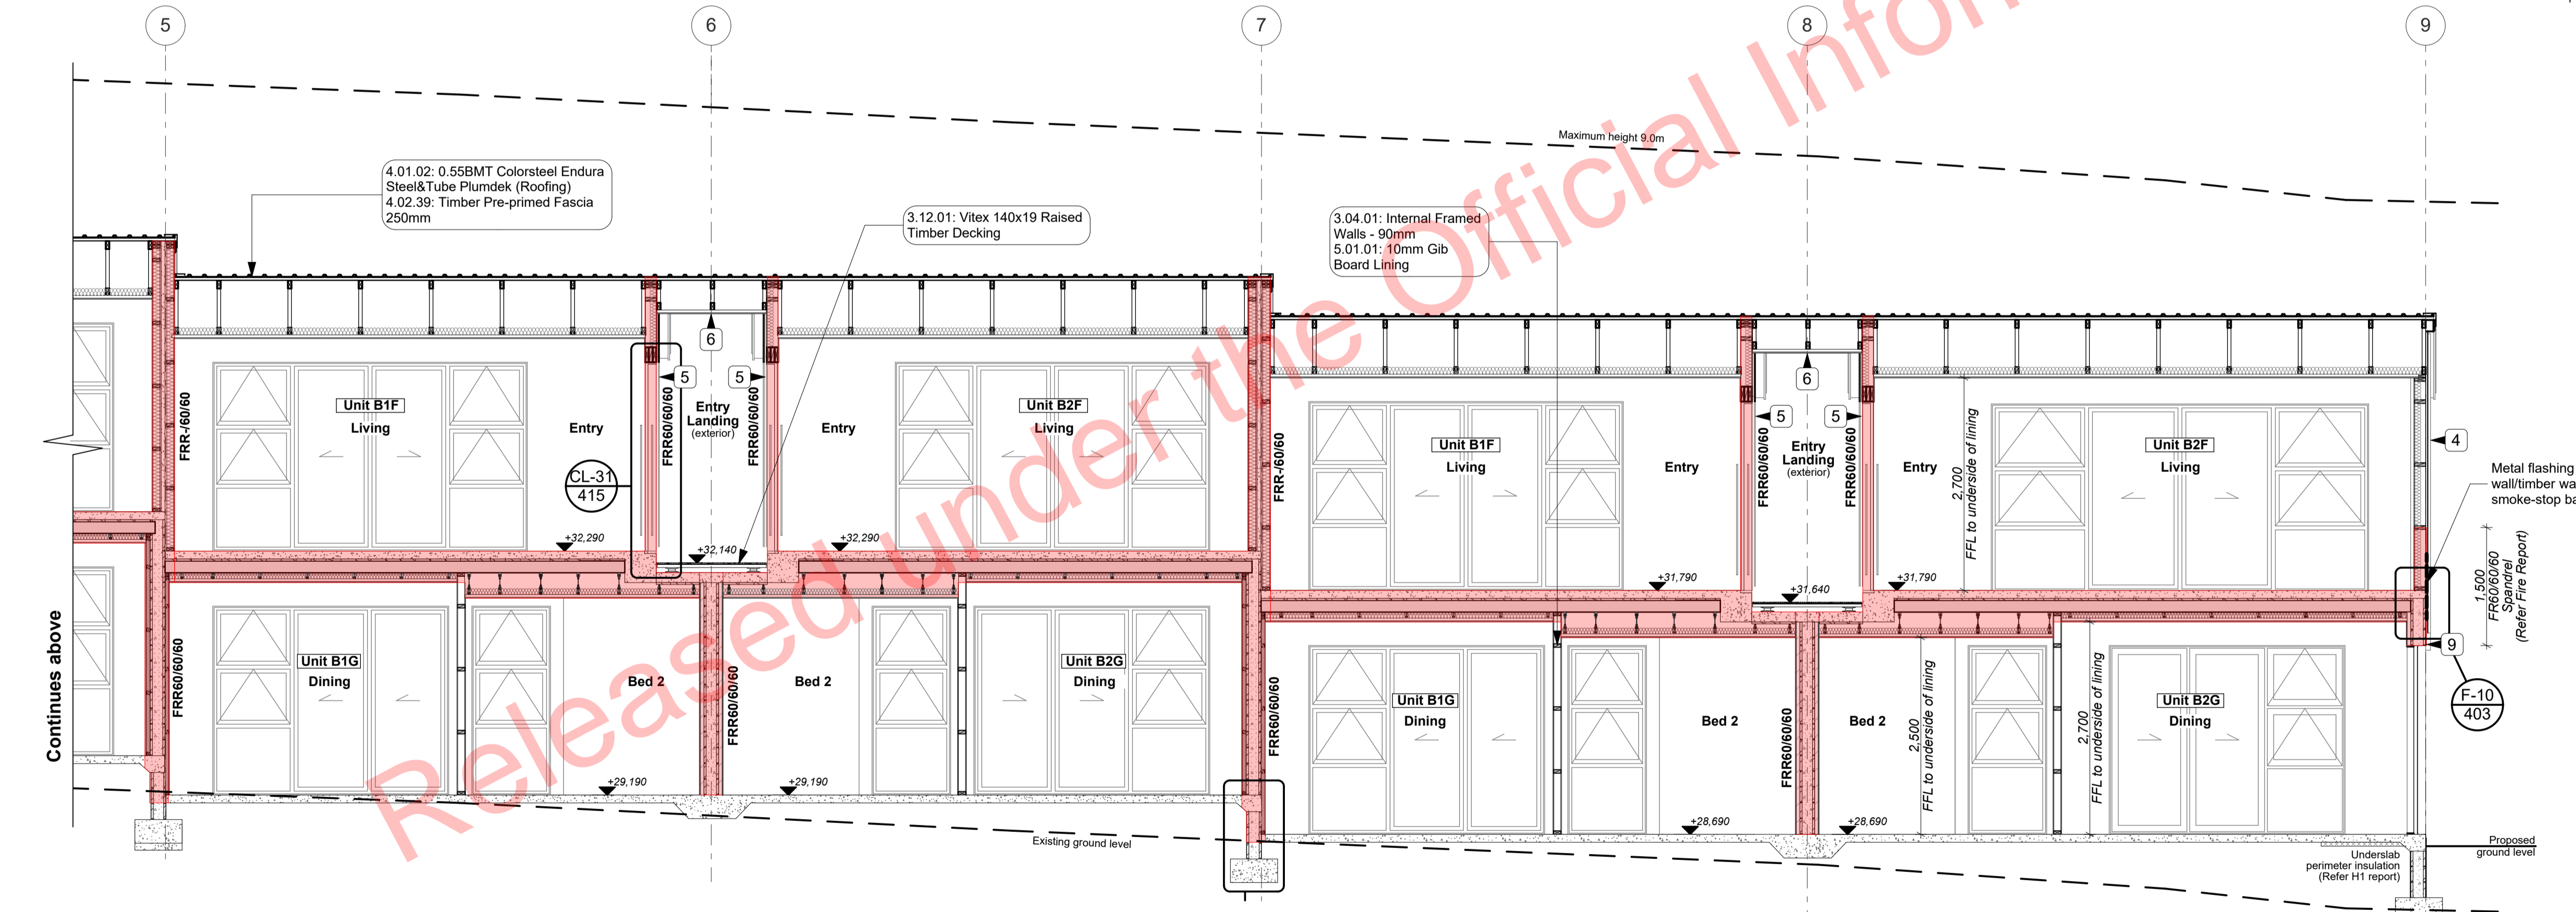 5
6
7
8
9
Released under the Official Infor
Maximum height 9.0m
4.01.02: 0.55BMT Colorsteel Endura
Steel&Tube Plumdek (Roofing)
4.02.39: Timber Pre-primed Fascia
250mm
3.12.01: Vitex 140x19 Raised
Timber Decking
3.04.01: Internal Framed
Walls - 90mm
5.01.01: 10mm Gib
Board Lining
FRR-/60/60
Unit B1F
Living
Entry
CL-31
415
FRR60/60/60
5
6
5
Entry
Landing
(exterior)
FRR60/60/60
Entry
Unit B2F
Living
+32,290
+32,140
+32,290
FRR-/60/60
Unit B1F
Living
Entry
FRR60/60/60
5
6
5
Entry
Landing
(exterior)
FRR60/60/60
Entry
2,700
FFL to underside of lining
Unit B2F
Living
4
Metal flashing
wall/timber wa
smoke-stop ba
+31,790
+31,640
+31,790
1,500
FR60/60/60
Spandrel
(Refer Fire Report)
9
F-10
403
Continues above
FRR60/60/60
Unit B1G
Dining
Bed 2
FRR60/60/60
Bed 2
Unit B2G
Dining
+29,190
+29,190
FRR60/60/60
Unit B1G
Dining
Bed 2
FRR60/60/60
Bed 2
2,500
FFL to underside of lining
2,700
FFL to underside of lining
Unit B2G
Dining
+28,690
+28,690
Existing ground level
Proposed
ground level
Underslab
perimeter insulation
(Refer H1 report)